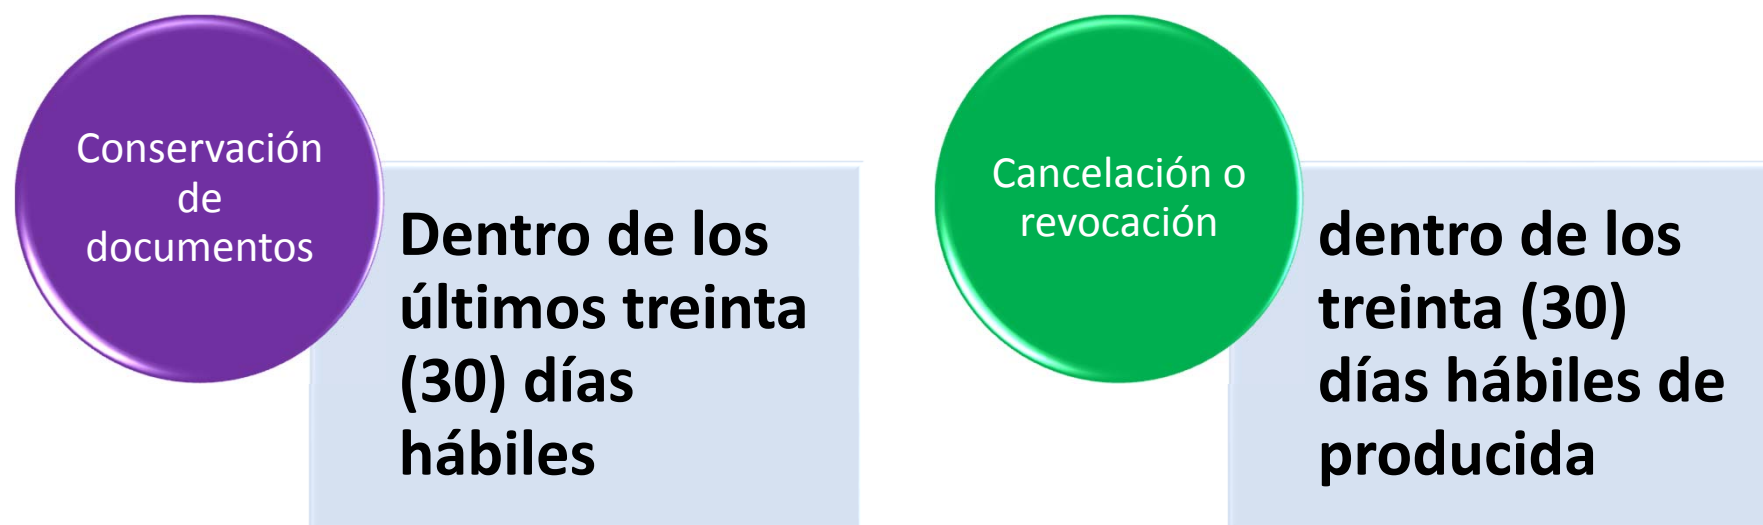 Conservación
de
documentos
Dentro de los
últimos treinta
(30) días
hábiles
Cancelación o
revocación
dentro de los
treinta (30)
días hábiles de
producida